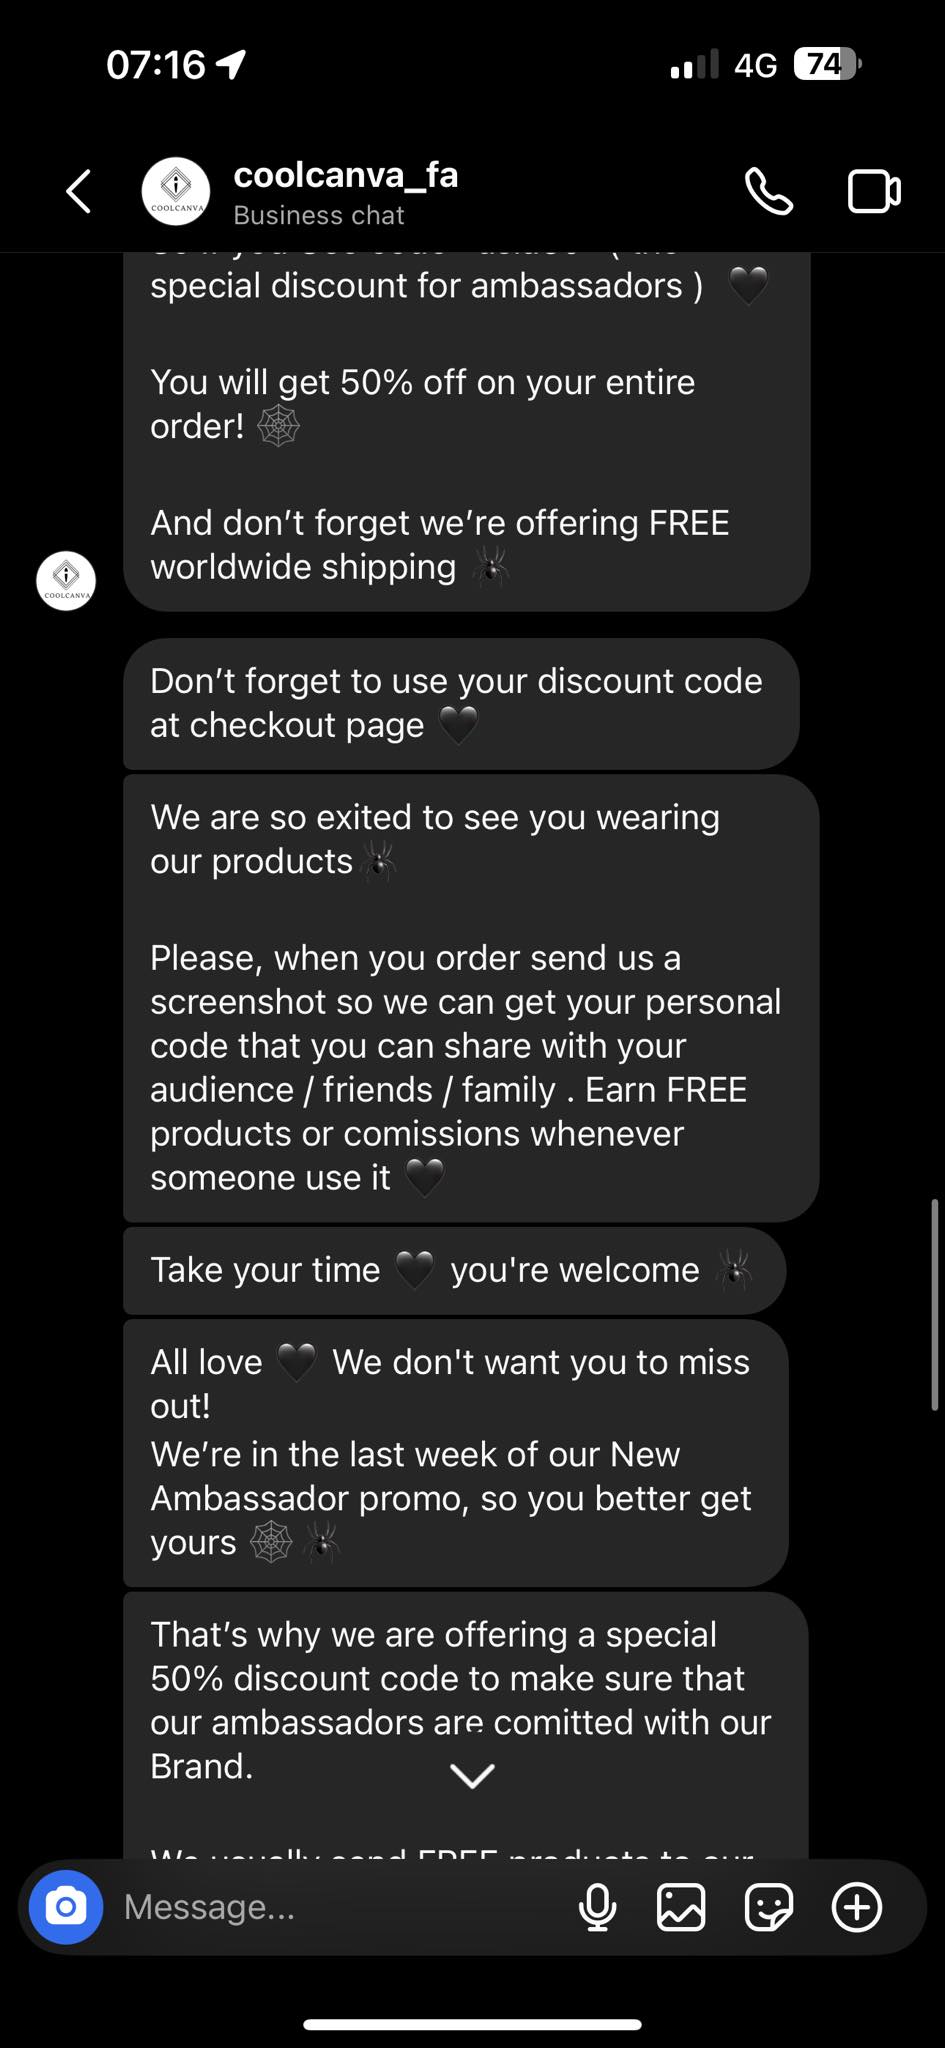 07:16
4G
74
coolcanva_fa
Business chat
COOLCANVA
special discount for ambassadors ) 🖤
You will get 50% off on your entire
order! 🕸️
And don’t forget we’re offering FREE
worldwide shipping 🕷️
COOLCANVA
Don’t forget to use your discount code
at checkout page 🖤
We are so exited to see you wearing
our products🕷️
Please, when you order send us a
screenshot so we can get your personal
code that you can share with your
audience / friends / family . Earn FREE
products or comissions whenever
someone use it 🖤
Take your time 🖤 you're welcome 🕷️
All love 🖤 We don't want you to miss
out!
We’re in the last week of our New
Ambassador promo, so you better get
yours 🕸️🕷️
That’s why we are offering a special
50% discount code to make sure that
our ambassadors are comitted with our
Brand.
We usually send FREE products to our
Message...